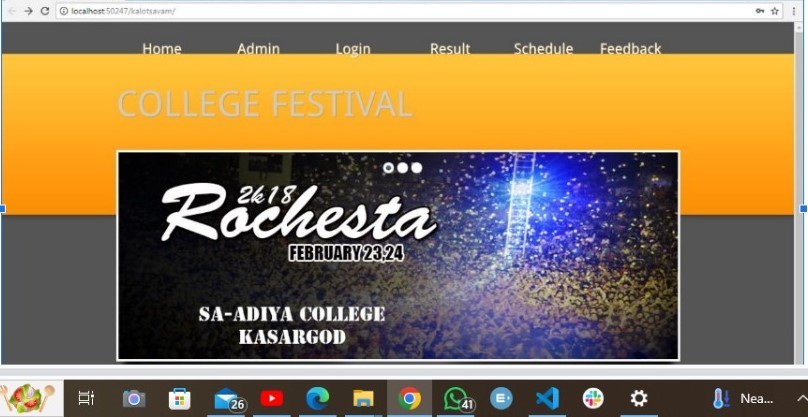 localhost:50247/kalotsavam/
Home Admin Login Result Schedule Feedback
COLLEGE FESTIVAL
2k18
Rochesta
FEBRUARY 23,24
SA-ADIYA COLLEGE
KASARGOD
26
41
Nea...